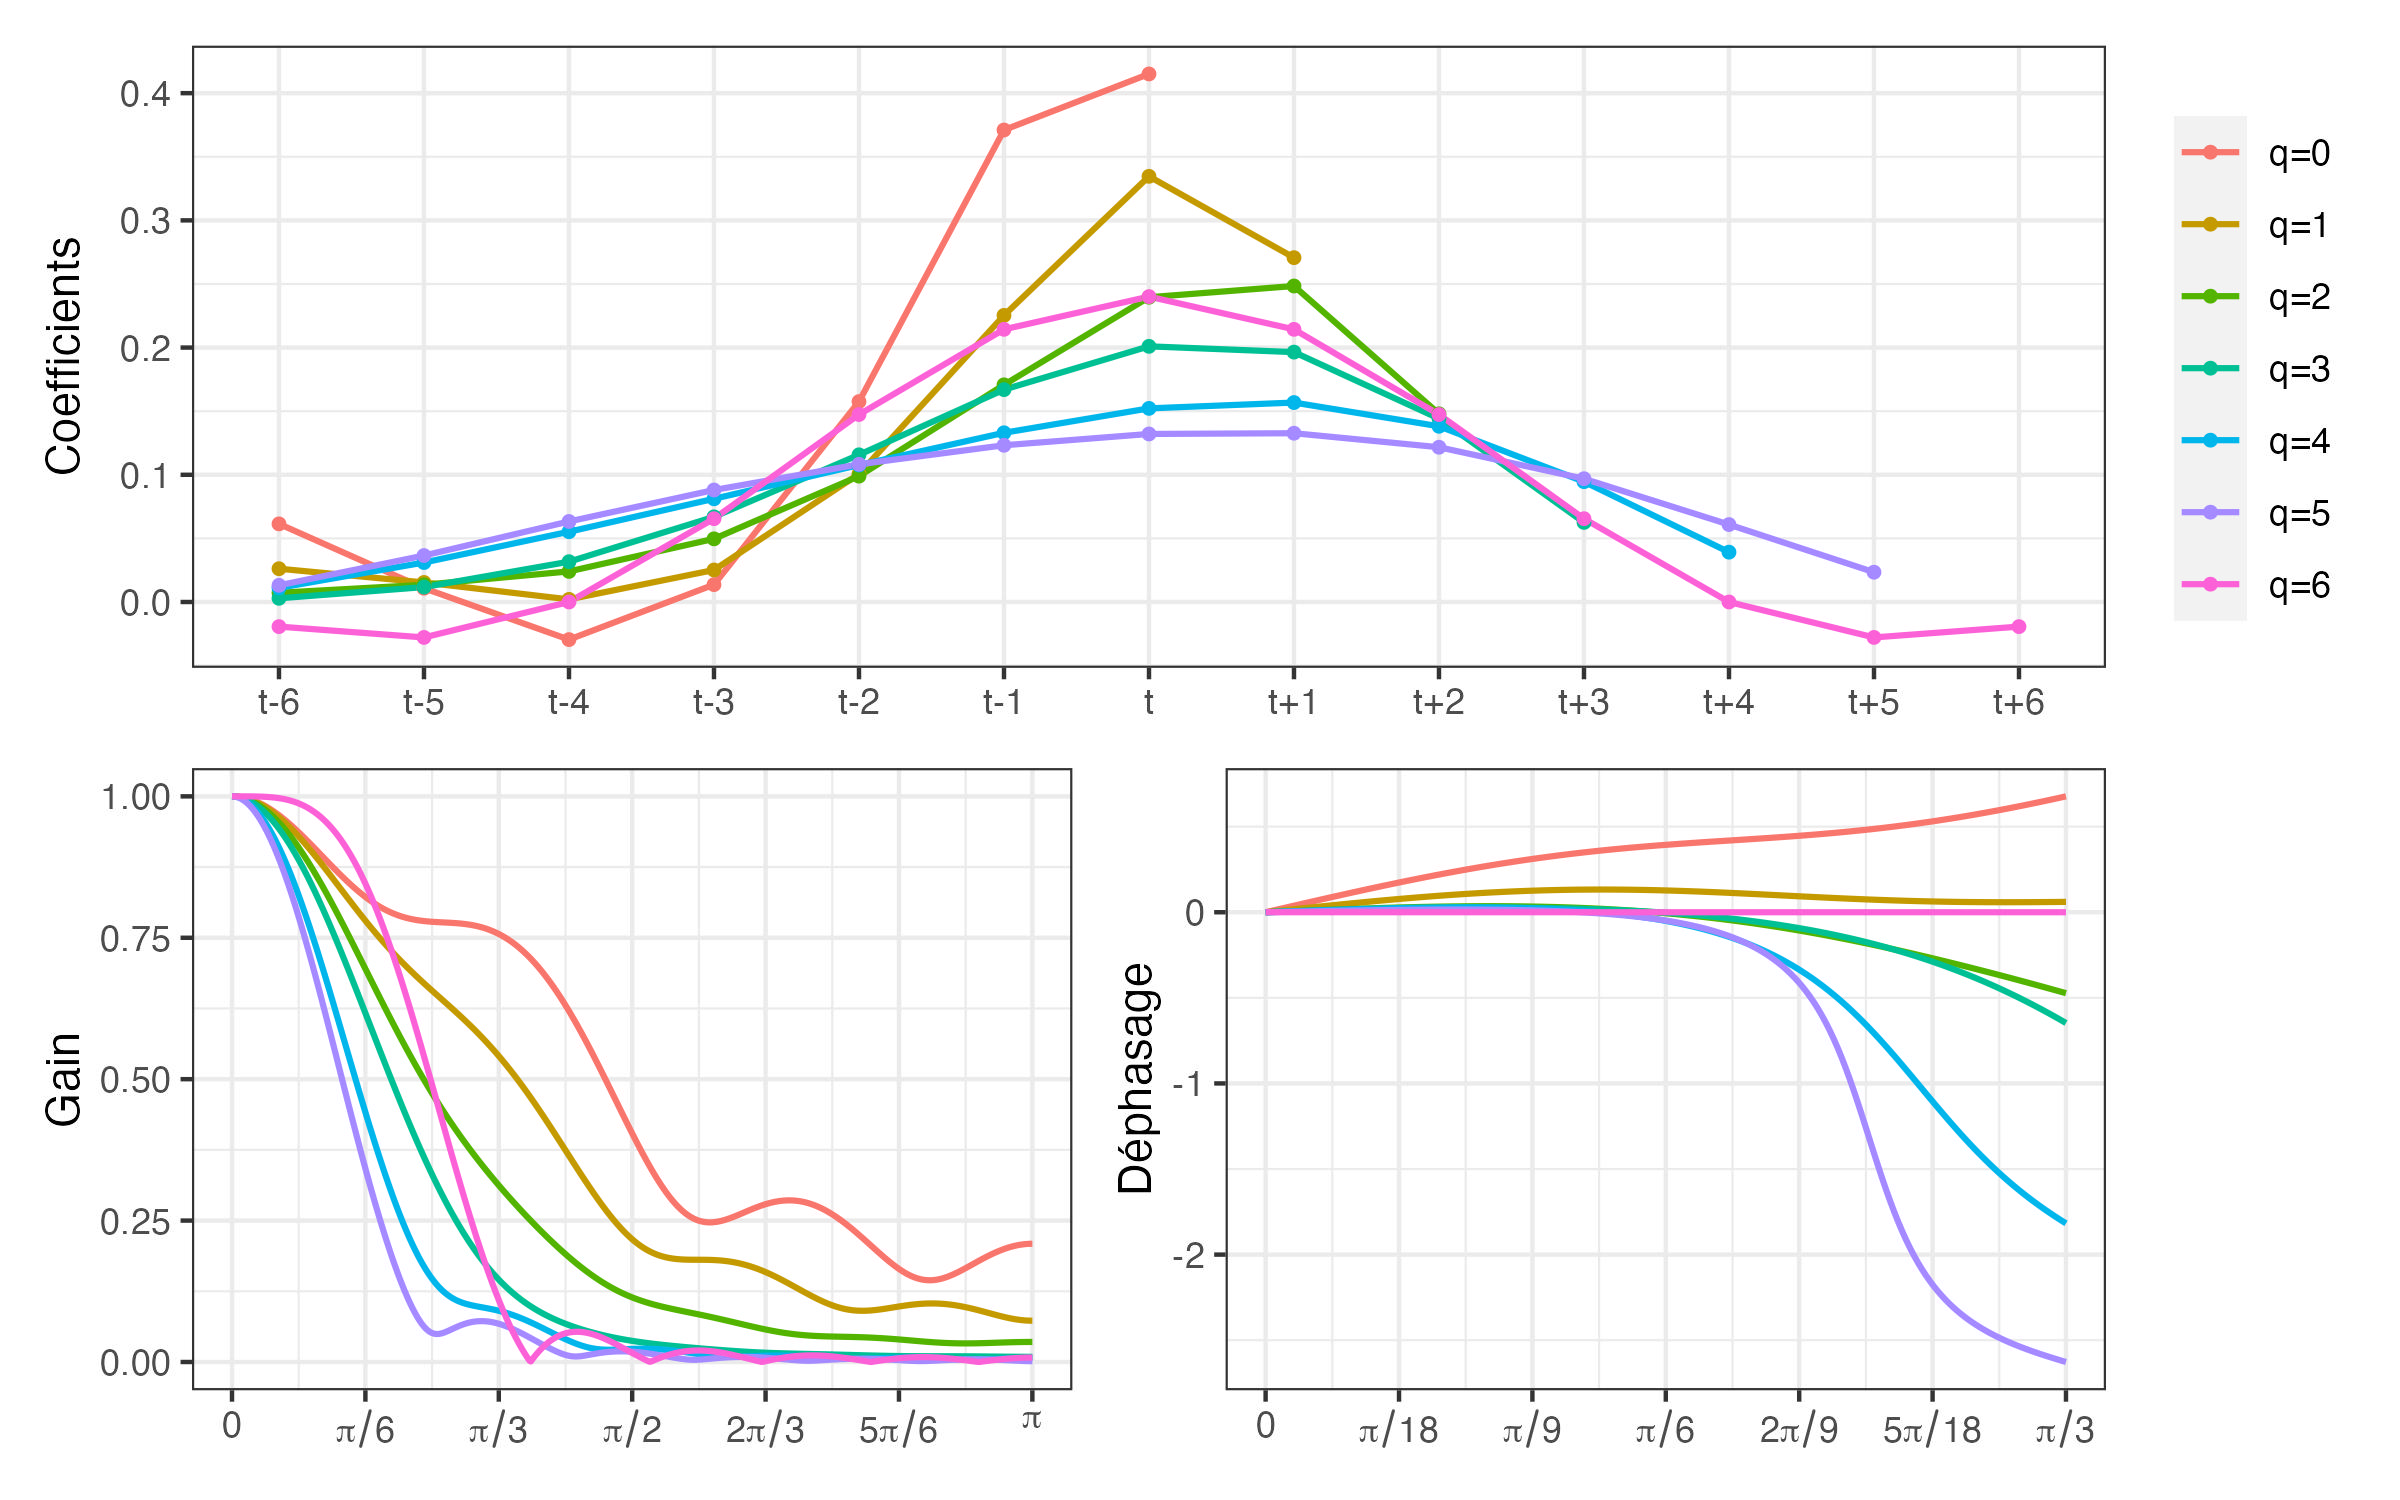 Coefficients
0.4
0.3
0.2
0.1
0.0
t-6 t-5 t-4 t-3 t-2 t-1 t t+1 t+2 t+3 t+4 t+5 t+6
q=0
q=1
q=2
q=3
q=4
q=5
q=6
Gain
1.00
0.75
0.50
0.25
0.00
0 π/6 π/3 π/2 2π/3 5π/6 π
Déphasage
0
-1
-2
0 π/18 π/9 π/6 2π/9 5π/18 π/3